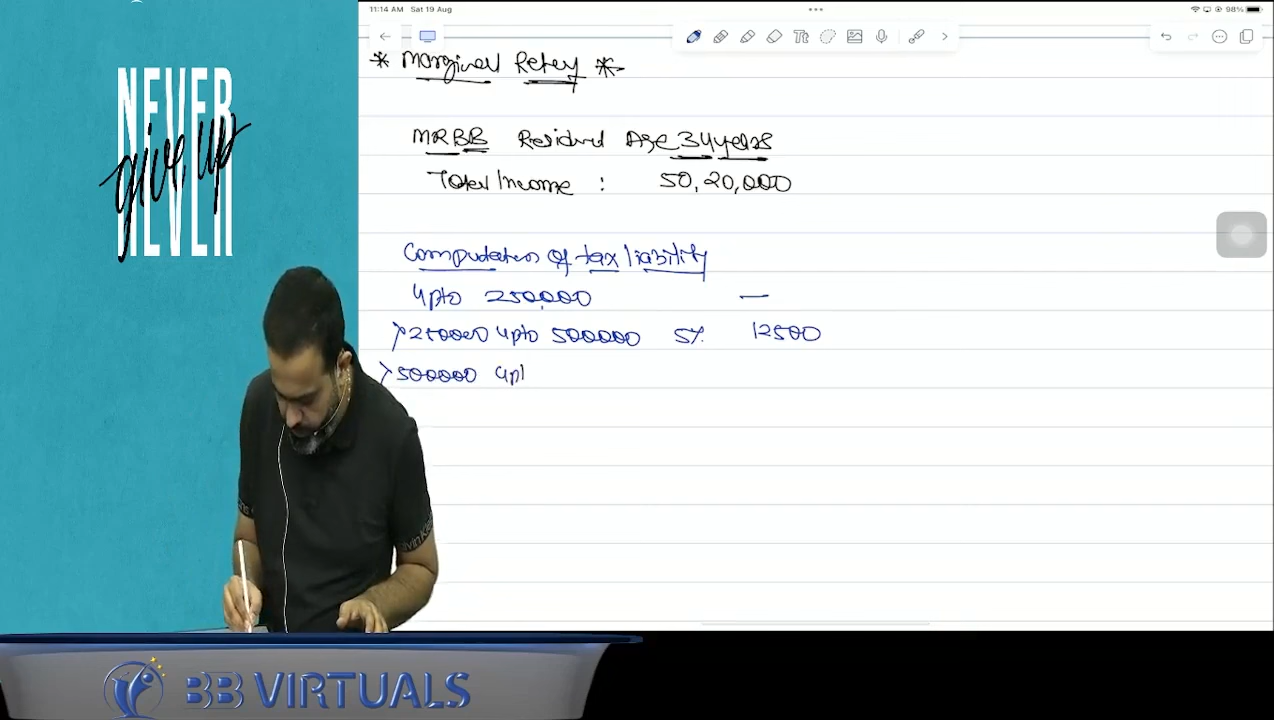 11:14 AM Sat 19 Aug
98%
NEVER
give up
NEVER
* Marginal Relief *
MR BB Resident Age 34 years
Total Income : 50,20,000
Computation of tax liability
upto 250,000 —
>250000 upto 500000 5% 12500
>500000 upt
BB VIRTUALS